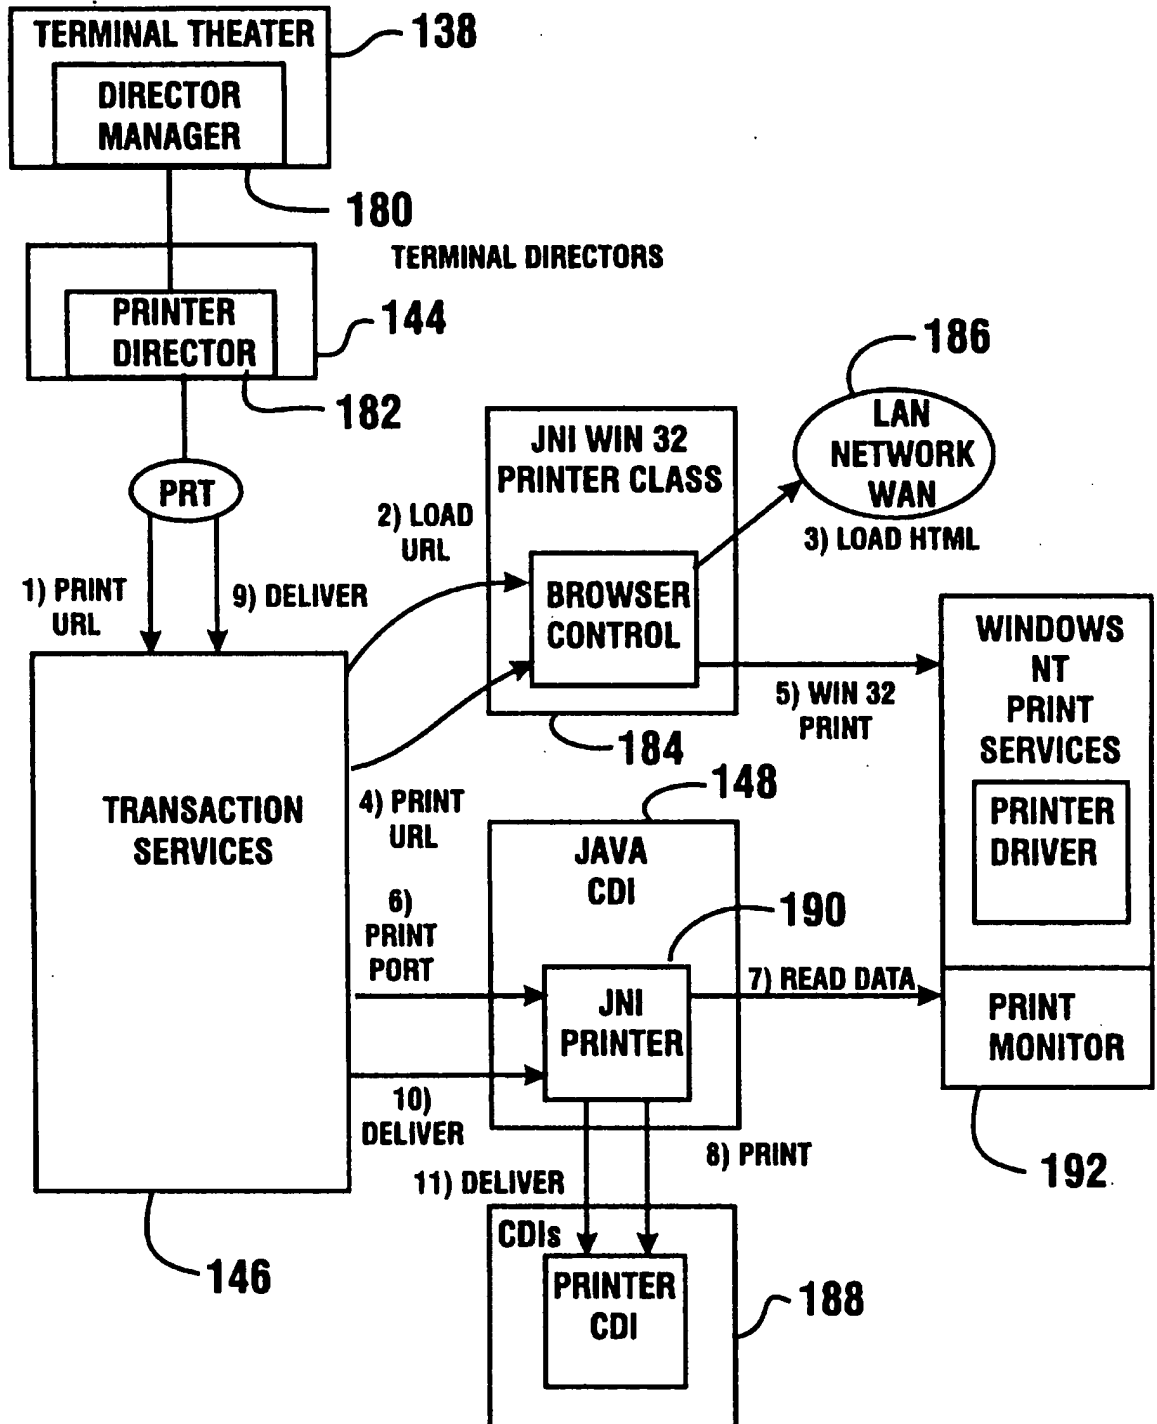 TERMINAL THEATER
138
DIRECTOR
MANAGER
180
TERMINAL DIRECTORS
PRINTER
DIRECTOR
144
182
186
LAN
NETWORK
WAN
JNI WIN 32
PRINTER CLASS
PRT
2) LOAD
URL
3) LOAD HTML
1) PRINT
URL
9) DELIVER
BROWSER
CONTROL
WINDOWS
NT
PRINT
SERVICES
5) WIN 32
PRINT
184
148
TRANSACTION
SERVICES
4) PRINT
URL
PRINTER
DRIVER
JAVA
CDI
6)
PRINT
PORT
190
7) READ DATA
JNI
PRINTER
PRINT
MONITOR
10)
DELIVER
8) PRINT
11) DELIVER
192
CDIs
146
PRINTER
CDI
188